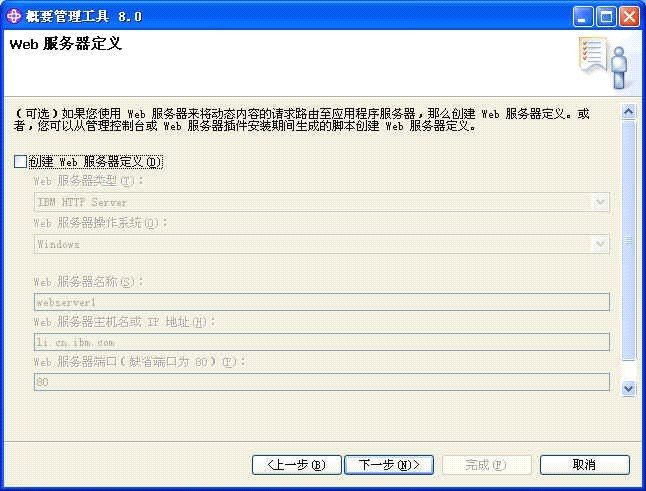 概要管理工具 8.0
Web 服务器定义
（可选）如果您使用 Web 服务器来将动态内容的请求路由至应用程序服务器，那么创建 Web 服务器定义。或
者，您可以从管理控制台或 Web 服务器插件安装期间生成的脚本创建 Web 服务器定义。
创建 Web 服务器定义(D)
Web 服务器类型(T)：
IBM HTTP Server
Web 服务器操作系统(O)：
Windows
Web 服务器名称(S)：
webserver1
Web 服务器主机名或 IP 地址(H)：
li.cn.ibm.com
Web 服务器端口（缺省端口为 80）(P)：
80
<上一步(B) 下一步(N)> 完成(F) 取消